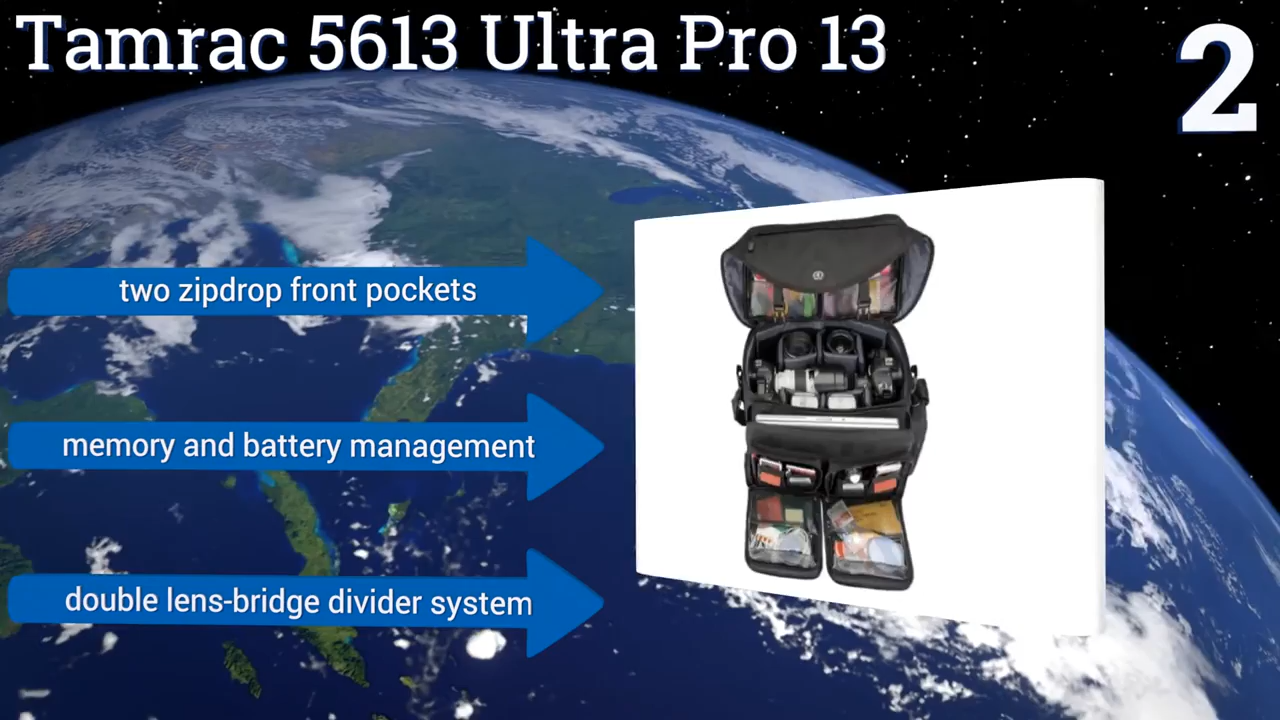 Tamrac 5613 Ultra Pro 13
2
two zipdrop front pockets
memory and battery management
double lens-bridge divider system